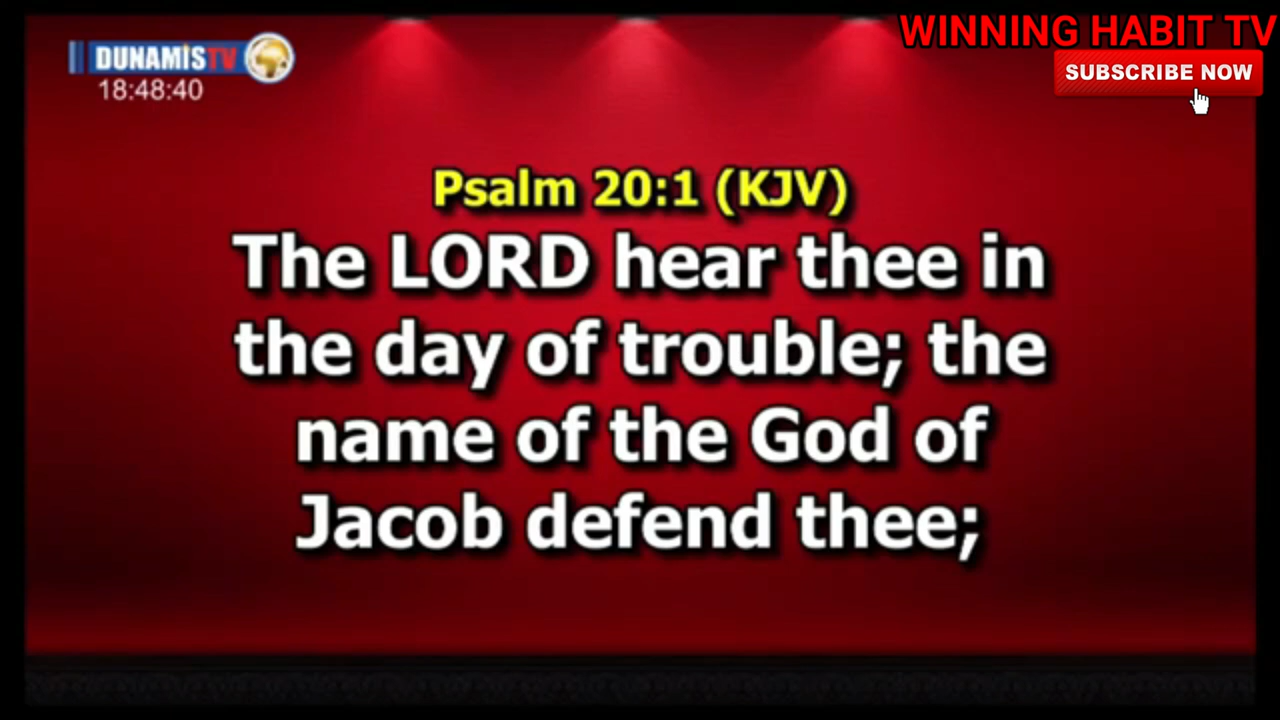 DUNAMIS TV
18:48:40
WINNING HABIT TV
SUBSCRIBE NOW
Psalm 20:1 (KJV)
The LORD hear thee in
the day of trouble; the
name of the God of
Jacob defend thee;